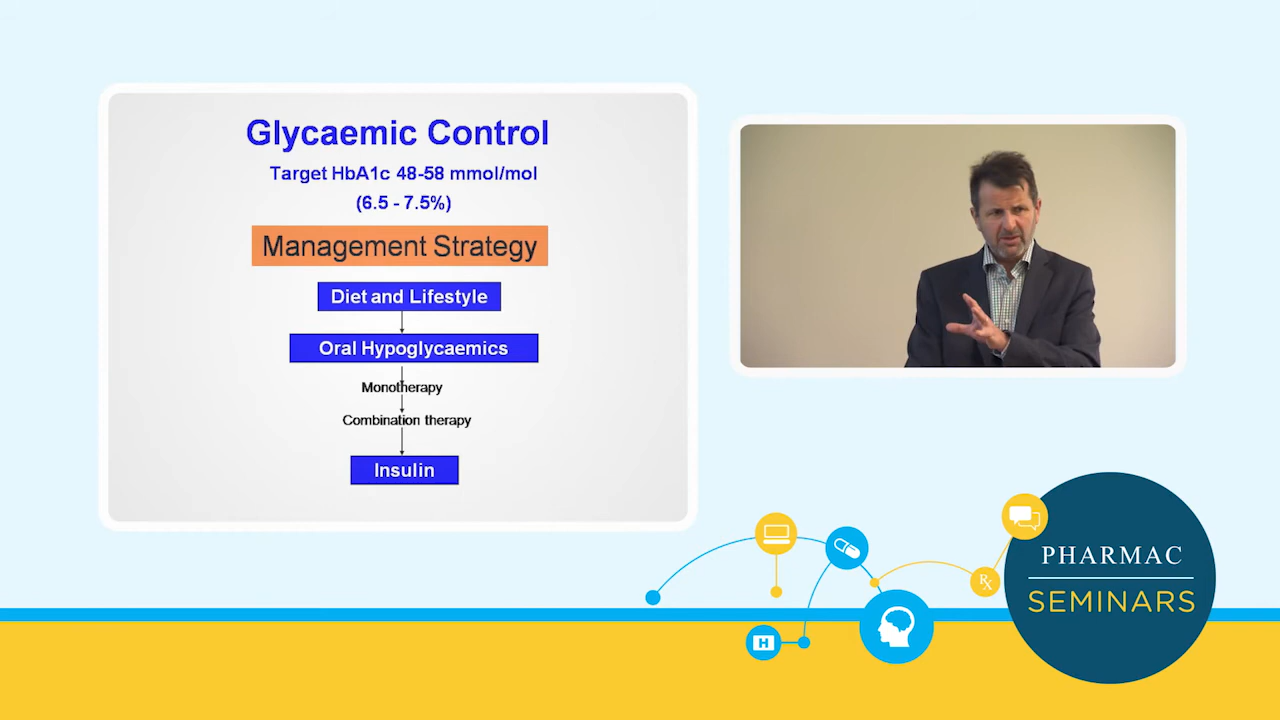 Glycaemic Control
Target HbA1c 48-58 mmol/mol
(6.5 - 7.5%)
Management Strategy
Diet and Lifestyle
Oral Hypoglycaemics
Monotherapy
Combination therapy
Insulin
H
Rx
PHARMAC
SEMINARS